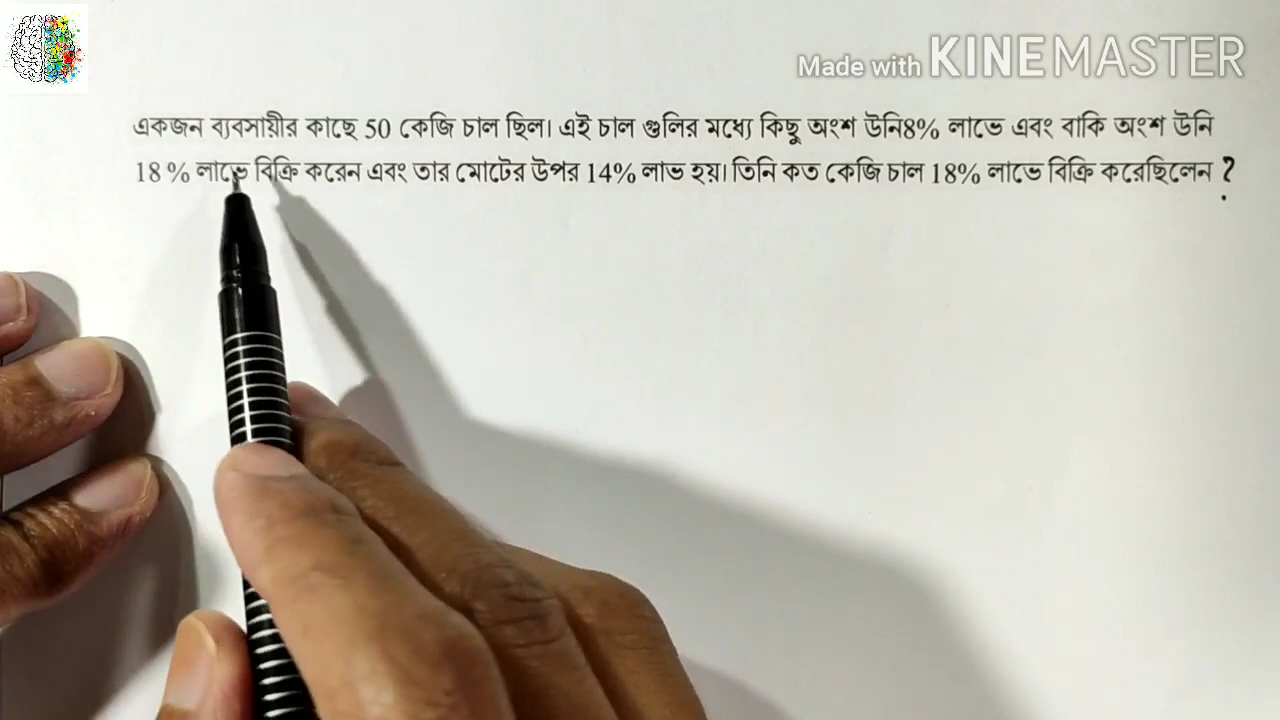 Made with KINEMASTER
একজন ব্যবসায়ীর কাছে 50 কেজি চাল ছিল। এই চাল গুলির মধ্যে কিছু অংশ উনি8% লাভে এবং বাকি অংশ উনি
18 % লাভে বিক্রি করেন এবং তার মোটের উপর 14% লাভ হয়। তিনি কত কেজি চাল 18% লাভে বিক্রি করেছিলেন ?